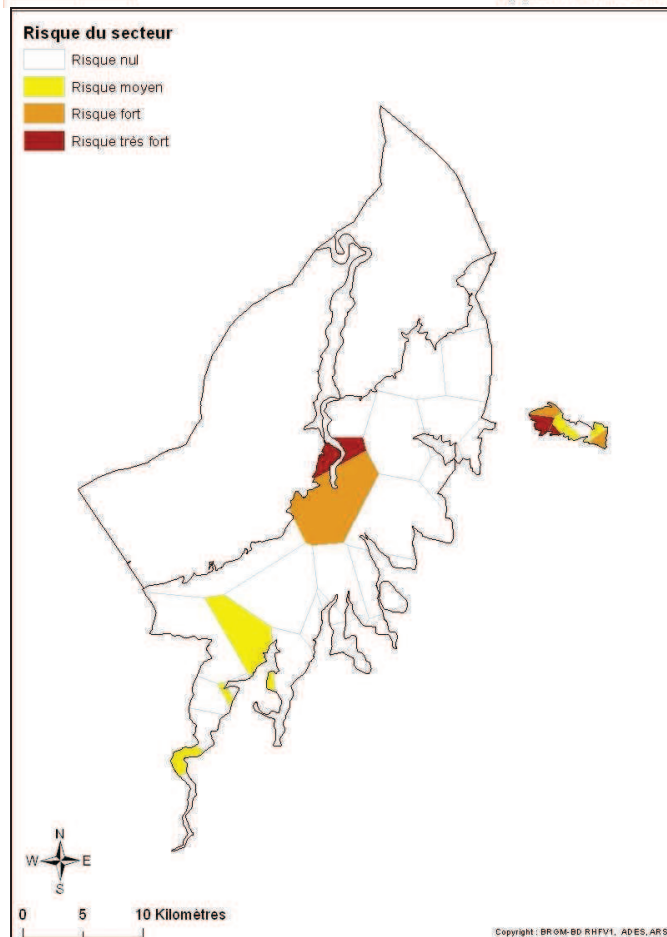 Risque du secteur
Risque nul
Risque moyen
Risque fort
Risque très fort
N
W E
S
0 5 10 Kilomètres
Copyright : BRGM-BD RHFV1, ADES, ARS